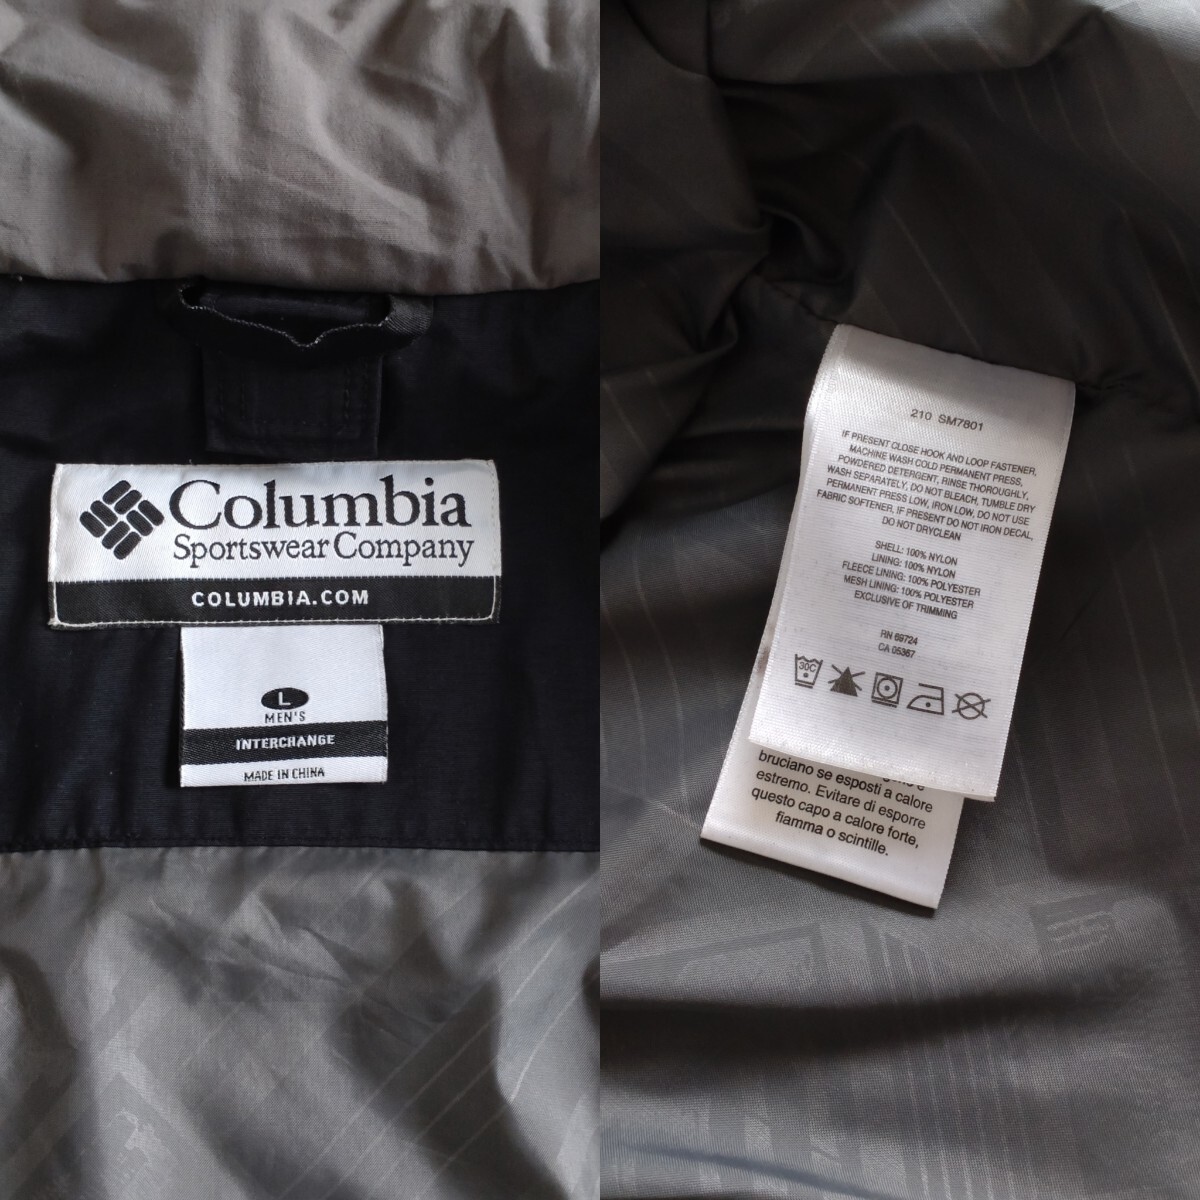 Columbia
Sportswear Company
COLUMBIA.COM
L
MEN'S
INTERCHANGE
MADE IN CHINA
210 SM7801
IF PRESENT CLOSE HOOK AND LOOP FASTENER,
MACHINE WASH COLD PERMANENT PRESS,
POWDERED DETERGENT, RINSE THOROUGHLY,
WASH SEPARATELY, DO NOT BLEACH, TUMBLE DRY
PERMANENT PRESS LOW, IRON LOW, DO NOT USE
FABRIC SOFTENER, IF PRESENT DO NOT IRON DECAL,
DO NOT DRYCLEAN
SHELL: 100% NYLON
LINING: 100% NYLON
FLEECE LINING: 100% POLYESTER
MESH LINING: 100% POLYESTER
EXCLUSIVE OF TRIMMING
RN 69724
CA 05367
30C
bruciano se esposti a calore
estremo. Evitare di esporre
questo capo a calore forte,
fiamma o scintille.